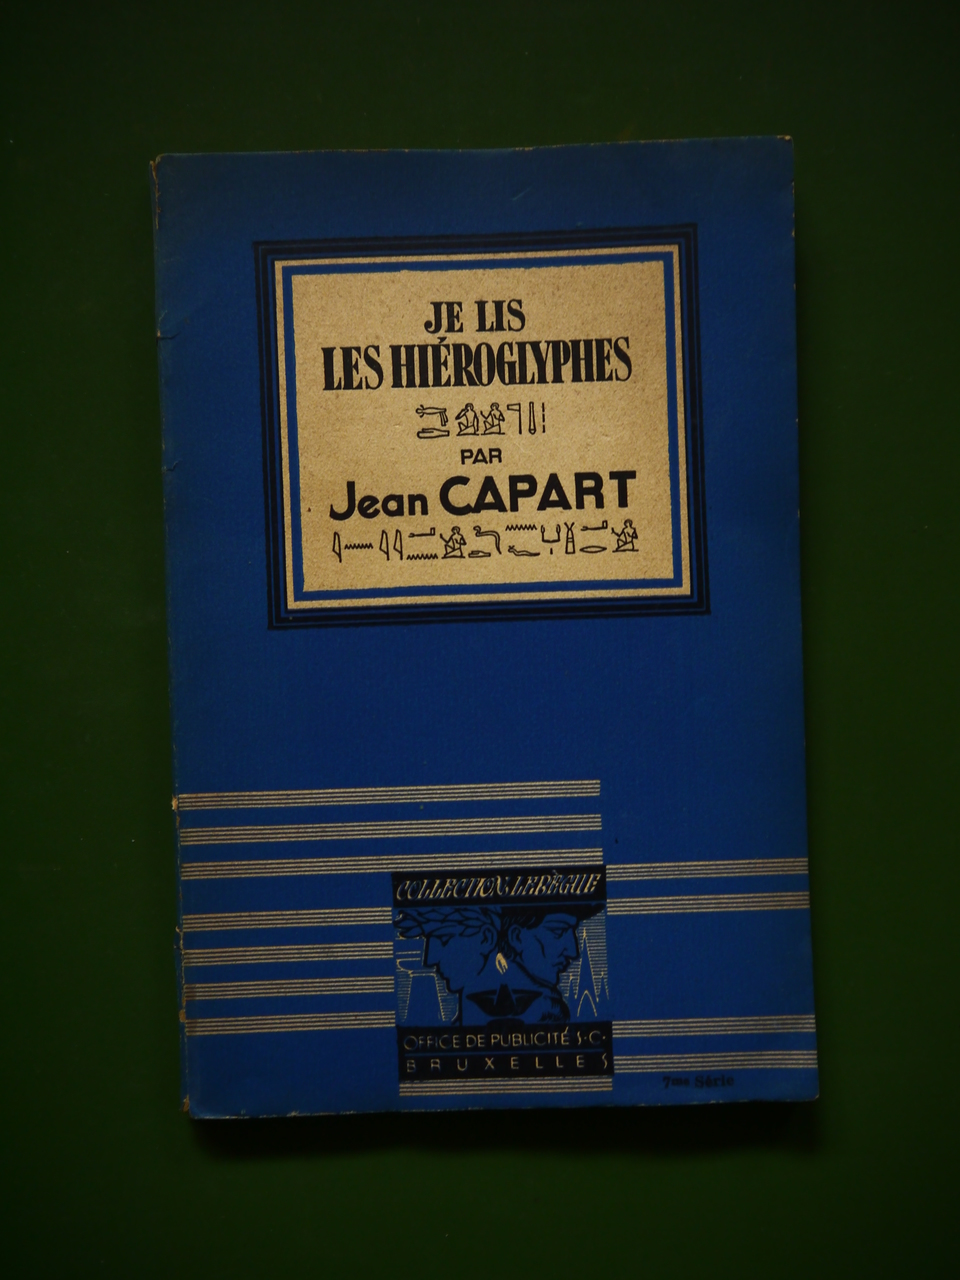 JE LIS
LES HIÉROGLYPHES
PAR
Jean CAPART
COLLECTION LEBÈGUE
OFFICE DE PUBLICITÉ S.C.
BRUXELLES
7me Série